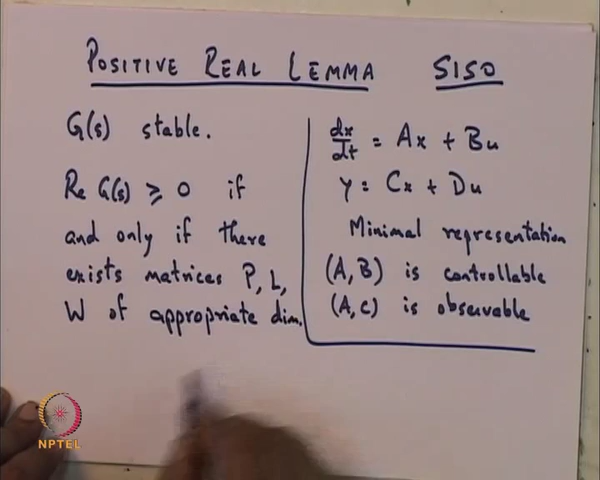 POSITIVE REAL LEMMA SISO
G(s) stable.
Re G(s) ⩾ 0 if
and only if there
exists matrices P, L,
W of appropriate dim.
dx/dt = Ax + Bu
y = Cx + Du
Minimal representation
(A, B) is controllable
(A, C) is observable
NPTEL